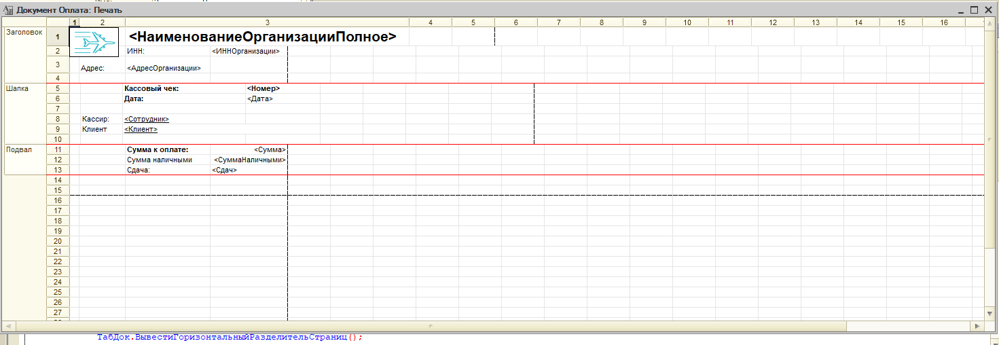 Документ Оплата: Печать
1 2 3 4 5 6 7 8 9 10 11 12 13 14 15 16
Заголовок
1 <НаименованиеОрганизацииПолное>
2 ИНН: <ИННОрганизации>
3 Адрес: <АдресОрганизации>
4
Шапка
5 Кассовый чек: <Номер>
6 Дата: <Дата>
7
8 Кассир: <Сотрудник>
9 Клиент <Клиент>
10
Подвал
11 Сумма к оплате: <Сумма>
12 Сумма наличными <СуммаНаличными>
13 Сдача: <Сдач>
14
15
16
17
18
19
20
21
22
23
24
25
26
27
ТабДок.ВывестиГоризонтальныйРазделительСтраниц();